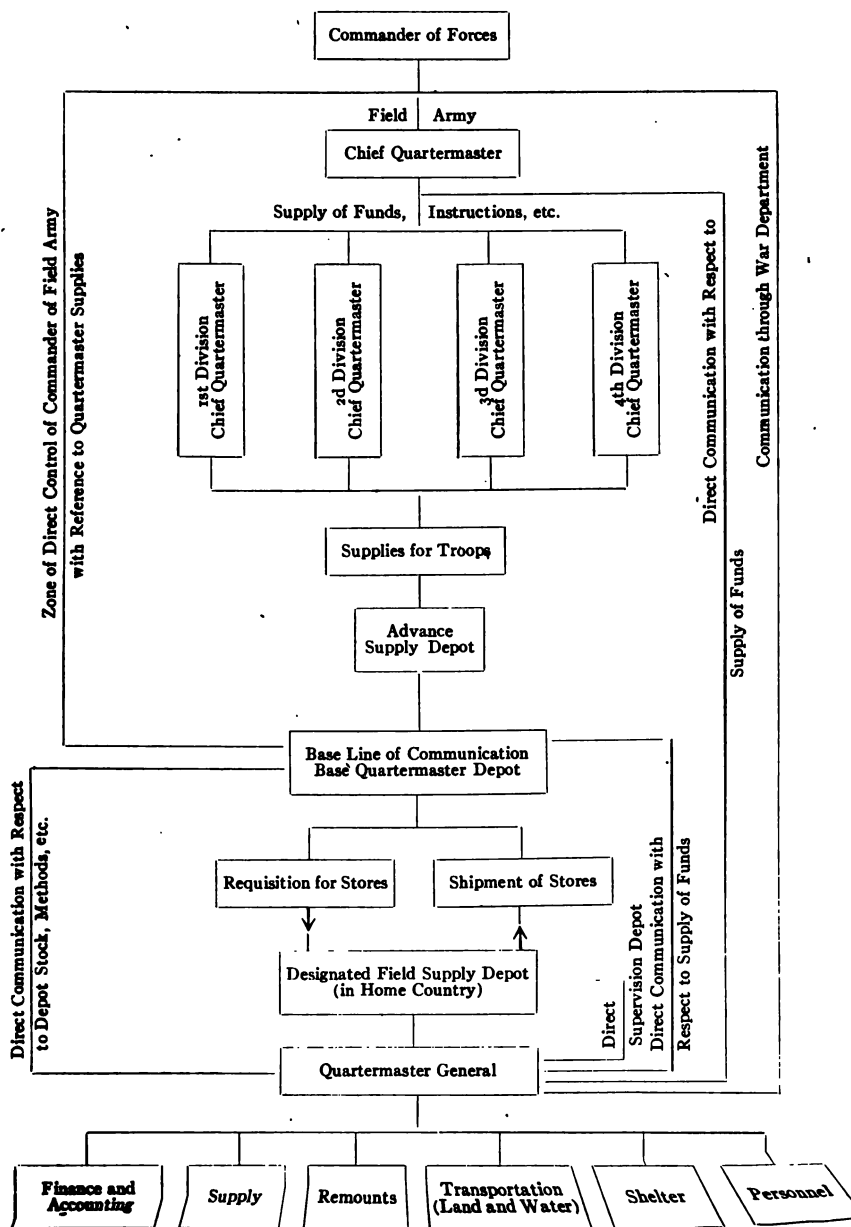 Commander of Forces
Field Army
Chief Quartermaster
Supply of Funds, Instructions, etc.
1st Division
Chief Quartermaster
2d Division
Chief Quartermaster
3d Division
Chief Quartermaster
4th Division
Chief Quartermaster
Zone of Direct Control of Commander of Field Army
with Reference to Quartermaster Supplies
Direct Communication with Respect to
Supply of Funds
Communication through War Department
Supplies for Troops
Advance
Supply Depot
Base Line of Communication
Base Quartermaster Depot
Direct Communication with Respect
to Depot Stock, Methods, etc.
Requisition for Stores
Shipment of Stores
Designated Field Supply Depot
(in Home Country)
Direct
Supervision Depot
Direct Communication with
Respect to Supply of Funds
Quartermaster General
Finance and
Accounting
Supply
Remounts
Transportation
(Land and Water)
Shelter
Personnel